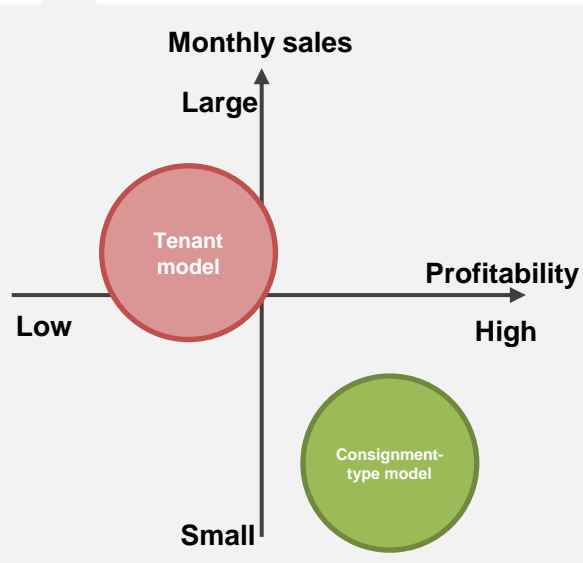 Monthly sales
Large
Tenant
model
Profitability
Low
High
Consignment-
type model
Small